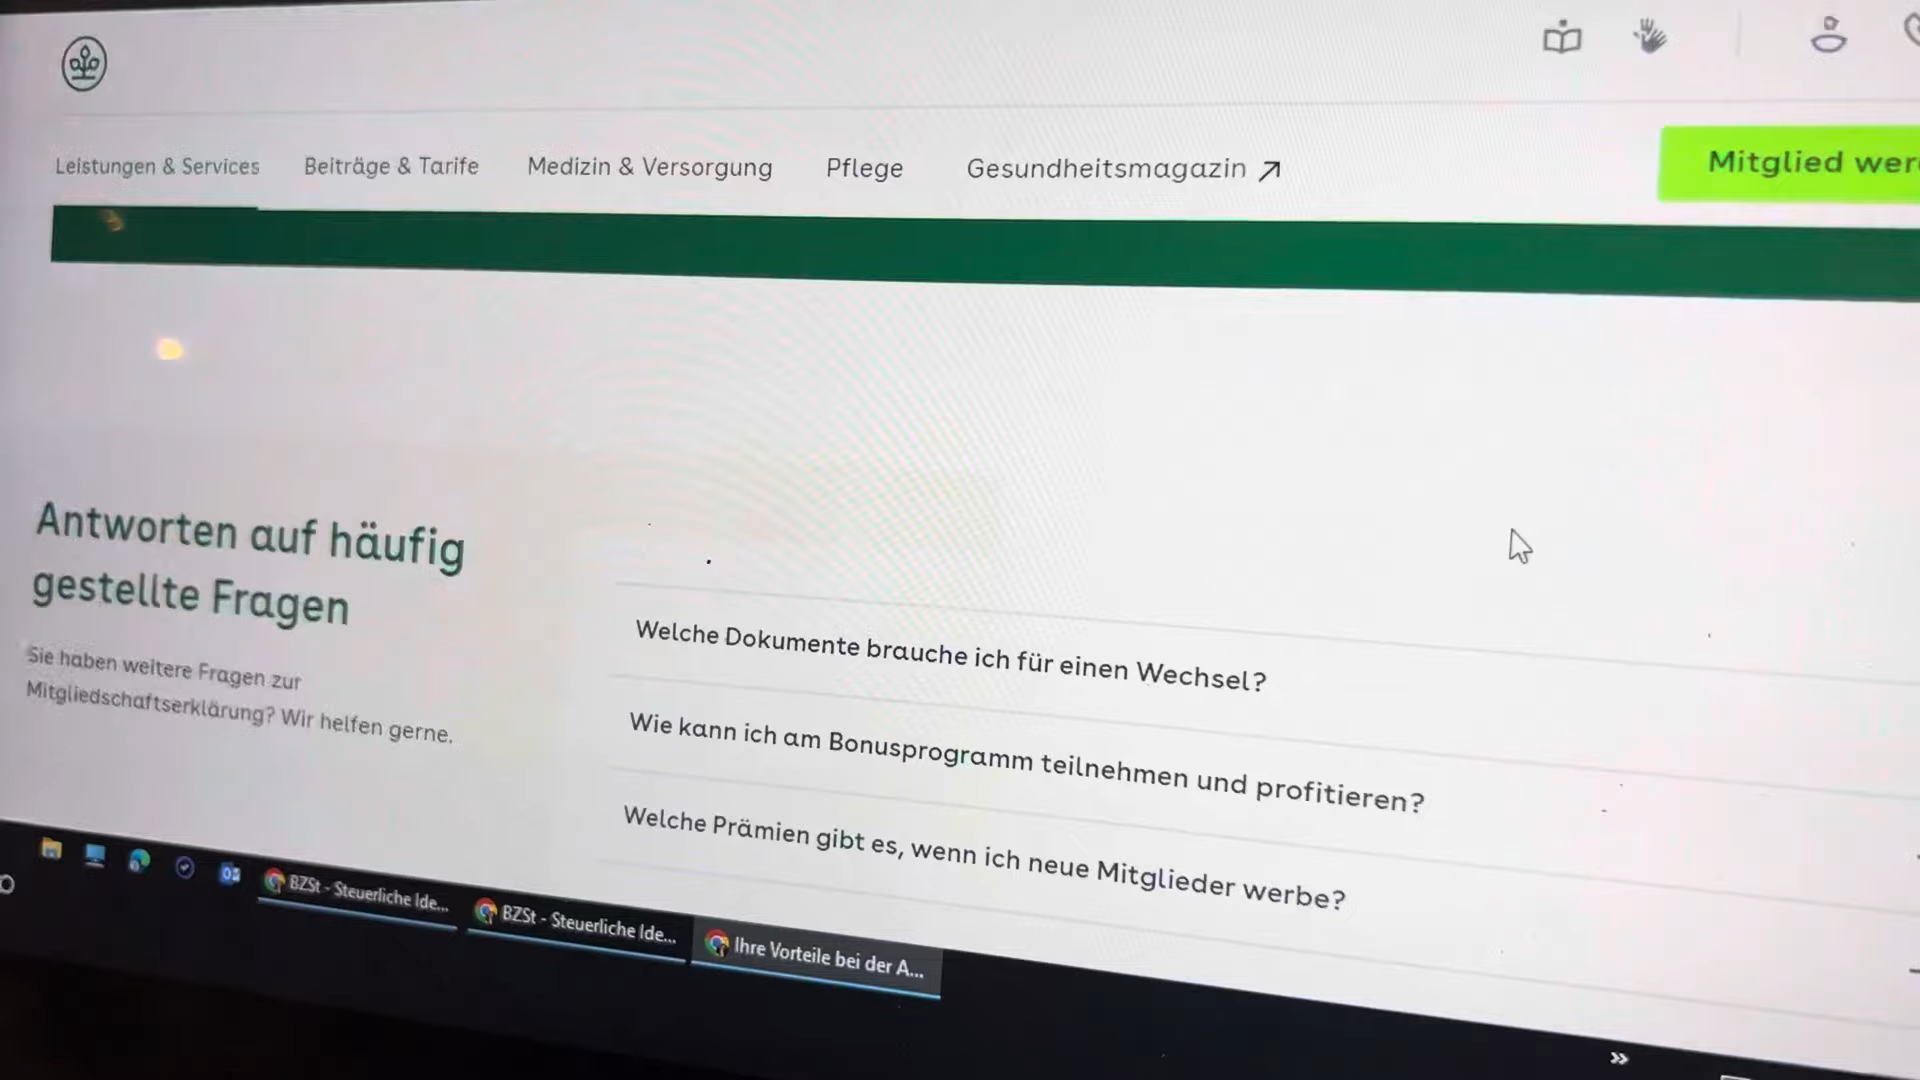 Leistungen & Services
Beiträge & Tarife
Medizin & Versorgung
Pflege
Gesundheitsmagazin
Mitglied wer
Antworten auf häufig
gestellte Fragen
Sie haben weitere Fragen zur
Mitgliedschaftserklärung? Wir helfen gerne.
Welche Dokumente brauche ich für einen Wechsel?
Wie kann ich am Bonusprogramm teilnehmen und profitieren?
Welche Prämien gibt es, wenn ich neue Mitglieder werbe?
BZSt - Steuerliche Ide...
BZSt - Steuerliche Ide...
Ihre Vorteile bei der A...